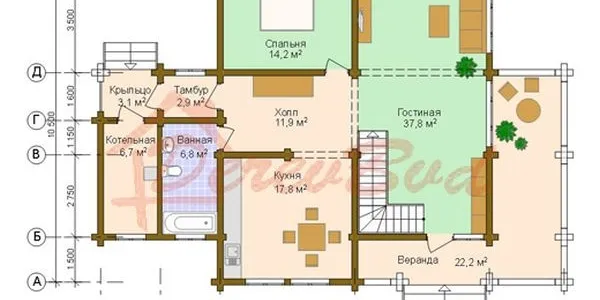 3.500
Спальня
14,2 м²
Д
Крыльцо
3,1 м²
Тамбур
2,9 м²
1.600
10.500
Холл
11,9 м²
Гостиная
37,8 м²
Г
1.150
Котельная
6,7 м²
Ванная
6,8 м²
В
DerevBud
Кухня
17,8 м²
2.750
Б
Веранда
22,2 м²
1.500
А